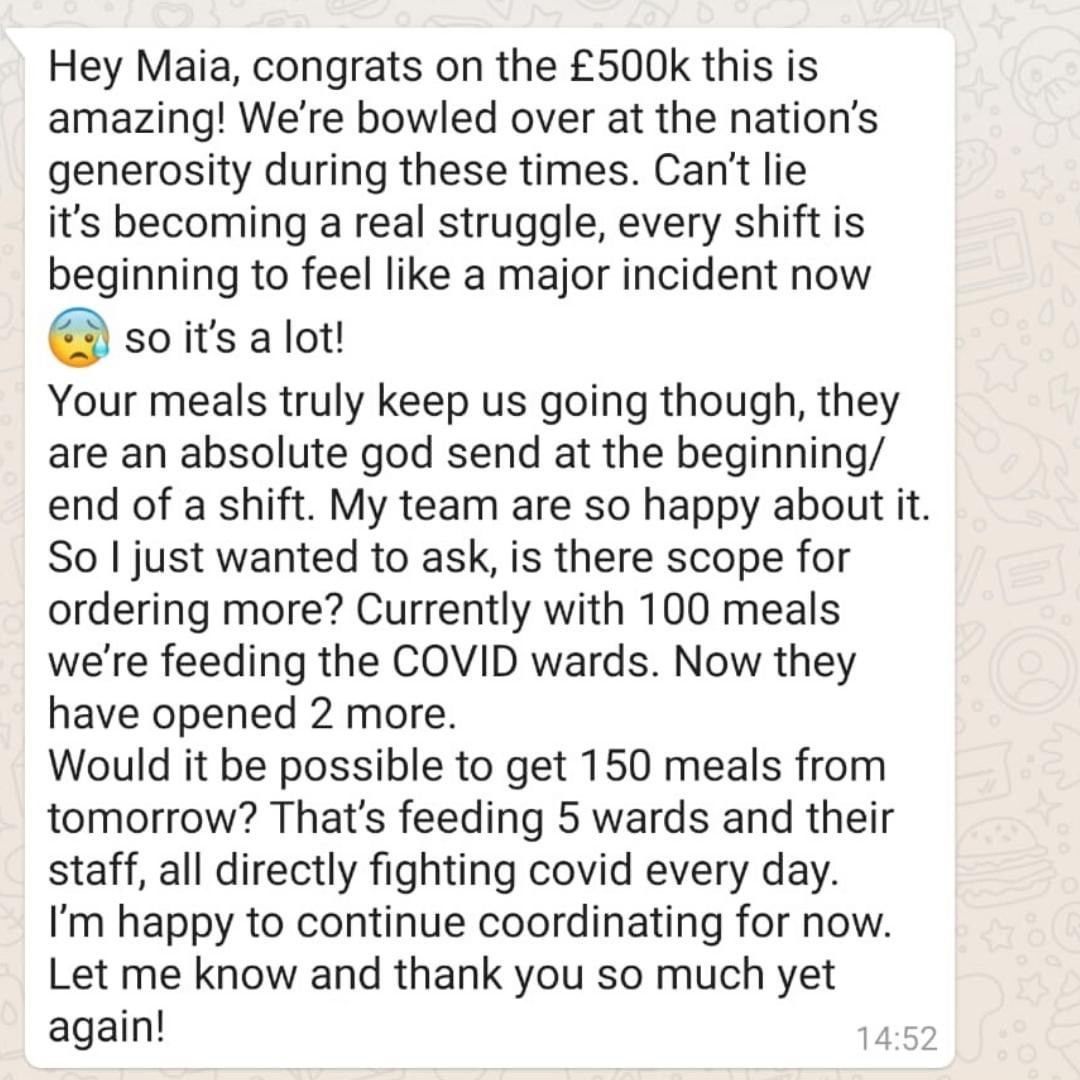 Hey Maia, congrats on the £500k this is
amazing! We're bowled over at the nation's
generosity during these times. Can't lie
it's becoming a real struggle, every shift is
beginning to feel like a major incident now
😰 so it's a lot!
Your meals truly keep us going though, they
are an absolute god send at the beginning/
end of a shift. My team are so happy about it.
So I just wanted to ask, is there scope for
ordering more? Currently with 100 meals
we're feeding the COVID wards. Now they
have opened 2 more.
Would it be possible to get 150 meals from
tomorrow? That's feeding 5 wards and their
staff, all directly fighting covid every day.
I'm happy to continue coordinating for now.
Let me know and thank you so much yet
again!
14:52